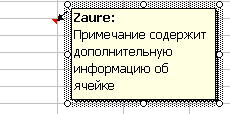 Zaure:
Примечание содержит
дополнительную
информацию об
ячейке